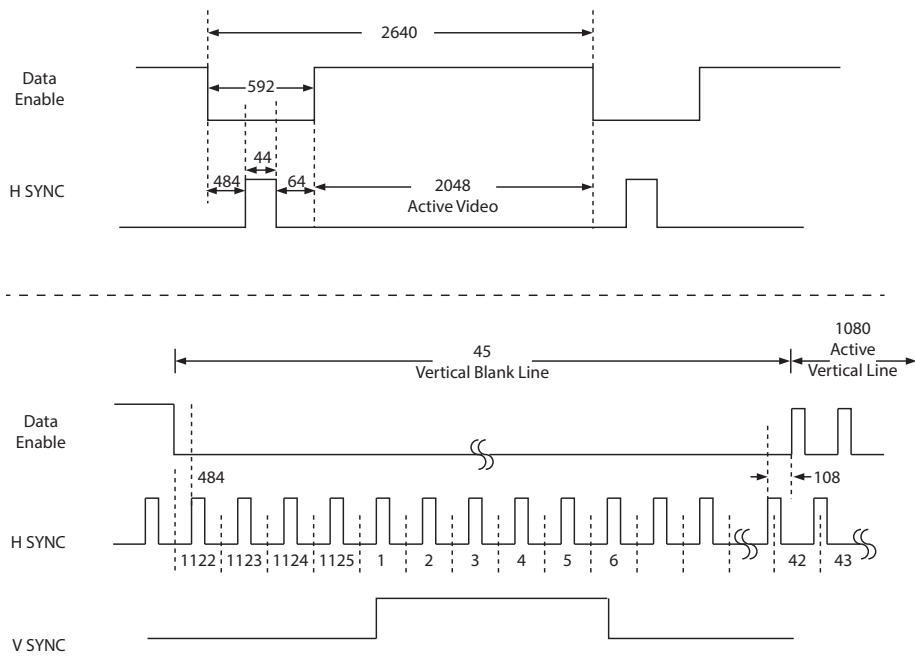 2640
Data
Enable
592
44
H SYNC
484
64
2048
Active Video
45
Vertical Blank Line
1080
Active
Vertical Line
Data
Enable
484
108
H SYNC
1122 1123 1124 1125 1 2 3 4 5 6 42 43
V SYNC